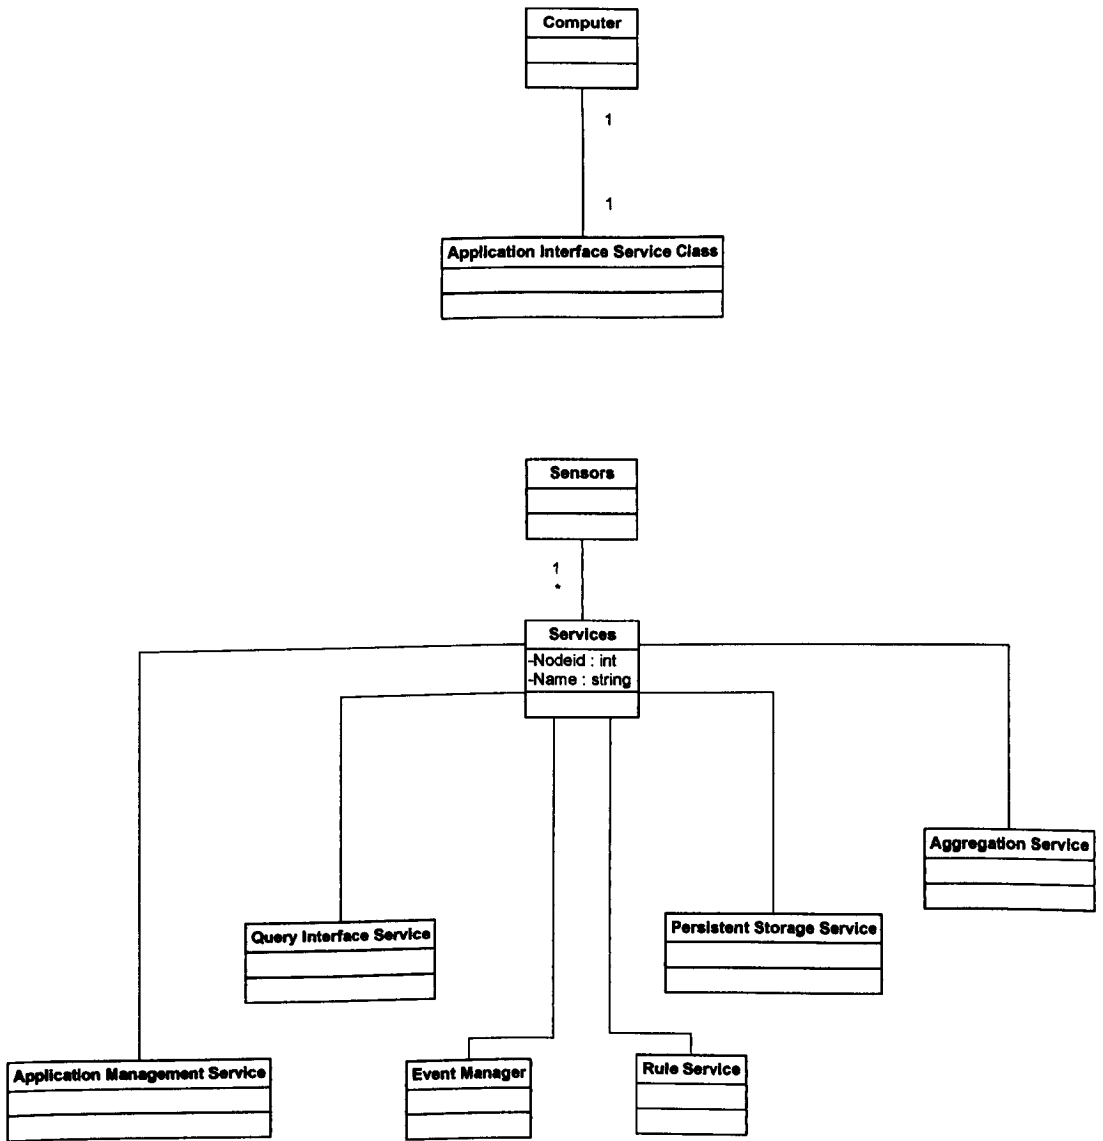 Computer
1
1
Application Interface Service Class
Sensors
1
*
Services
-Nodeid : int
-Name : string
Aggregation Service
Query Interface Service
Persistent Storage Service
Application Management Service
Event Manager
Rule Service